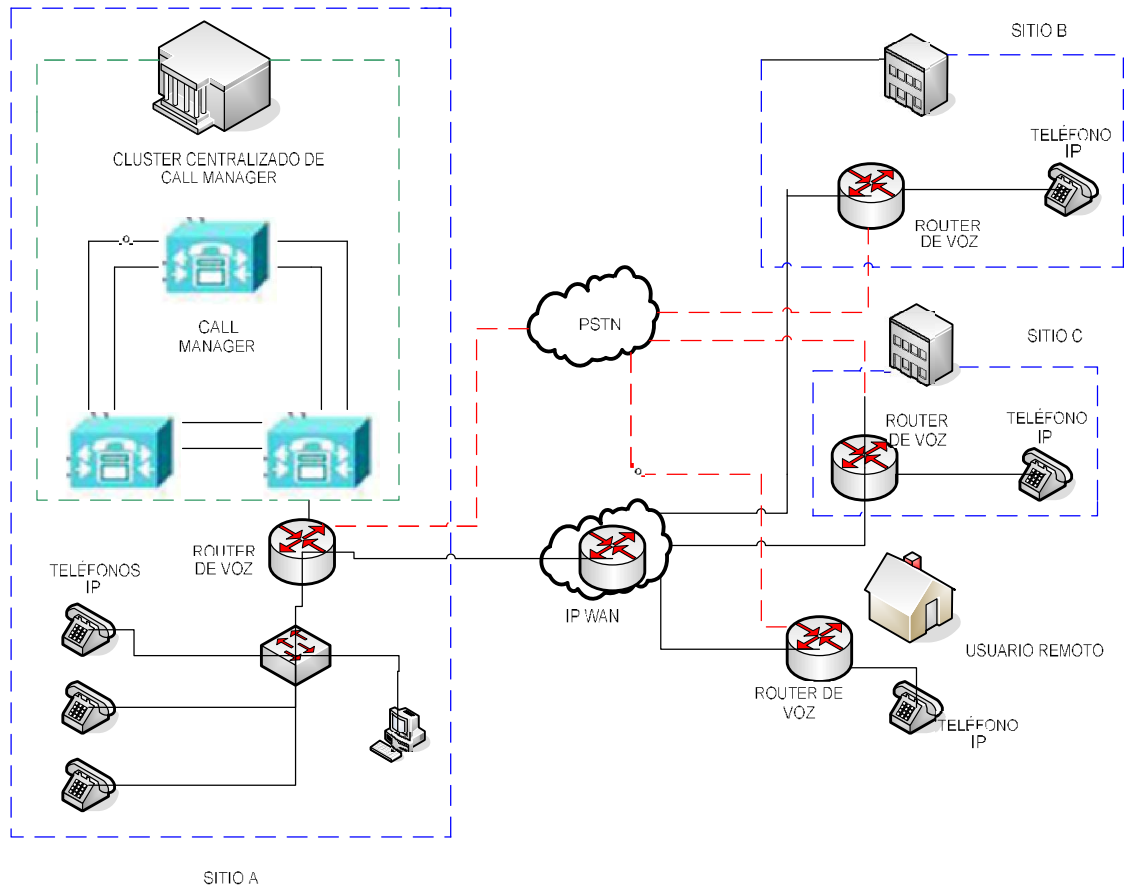 SITIO B
CLUSTER CENTRALIZADO DE
CALL MANAGER
TELÉFONO
IP
ROUTER
DE VOZ
CALL
MANAGER
PSTN
SITIO C
ROUTER
DE VOZ
TELÉFONO
IP
ROUTER
DE VOZ
TELÉFONOS
IP
IP WAN
USUARIO REMOTO
ROUTER DE
VOZ
TELÉFONO
IP
SITIO A